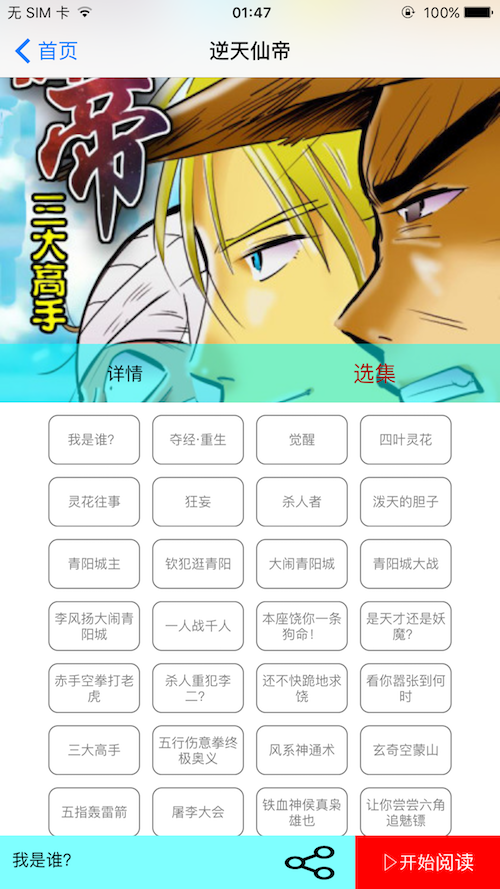 无 SIM 卡 01:47 100%
首页 逆天仙帝
帝
三大高手
详情 选集
我是谁? 夺经·重生 觉醒 四叶灵花
灵花往事 狂妄 杀人者 泼天的胆子
青阳城主 钦犯逛青阳 大闹青阳城 青阳城大战
李风扬大闹青
阳城
一人战千人
本座饶你一条
狗命!
是天才还是妖
魔?
赤手空拳打老
虎
杀人重犯李
二?
还不快跪地求
饶
看你嚣张到何
时
三大高手
五行伤意拳终
极奥义
风系神通术
玄奇空蒙山
五指轰雷箭
屠李大会
铁血神侯真枭
雄也
让你尝尝六角
追魅镖
我是谁? ▷开始阅读